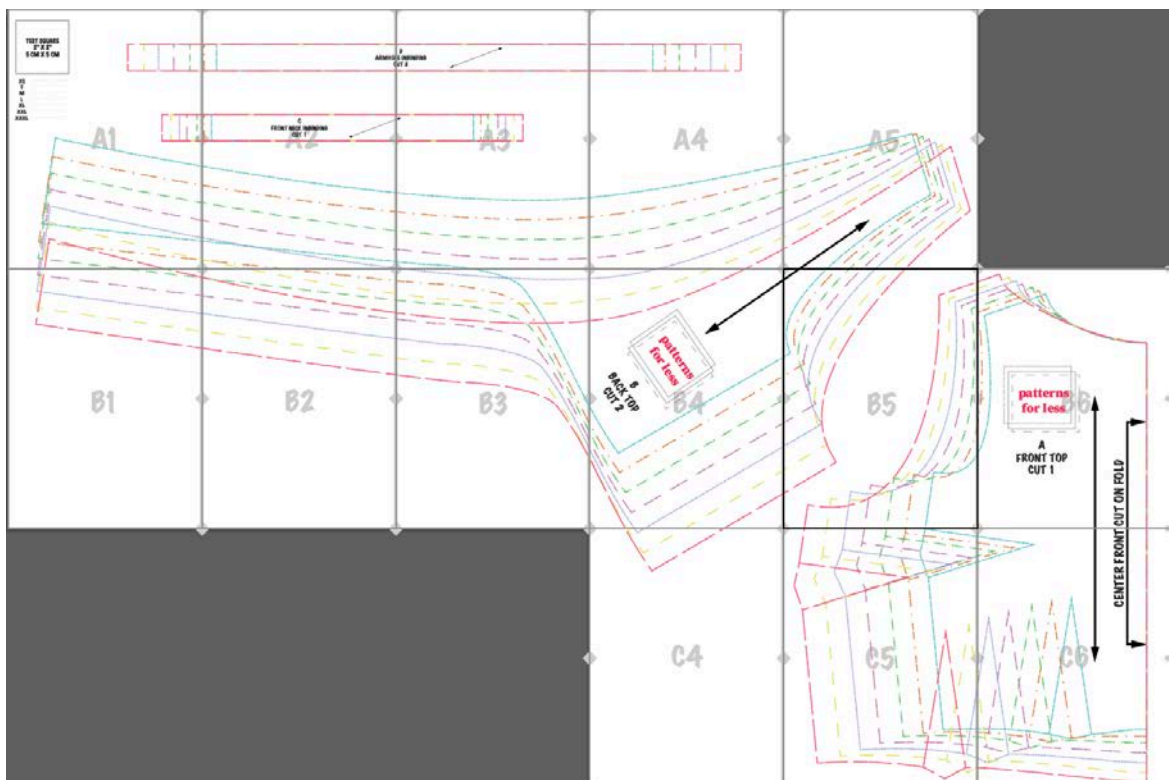 TEST SQUARE
2" X 2"
5 CM X 5 CM
XS
M
L
XL
XXL
XXXL
ARMHOLE BINDING
CUT 2
C
FRONT NECK BINDING
CUT 1
A1
A2
A3
A4
A5
patterns
for less
B
BACK TOP
CUT 2
B1
B2
B3
B4
B5
B6
patterns
for less
A
FRONT TOP
CUT 1
CENTER FRONT CUT ON FOLD
C4
C5
C6